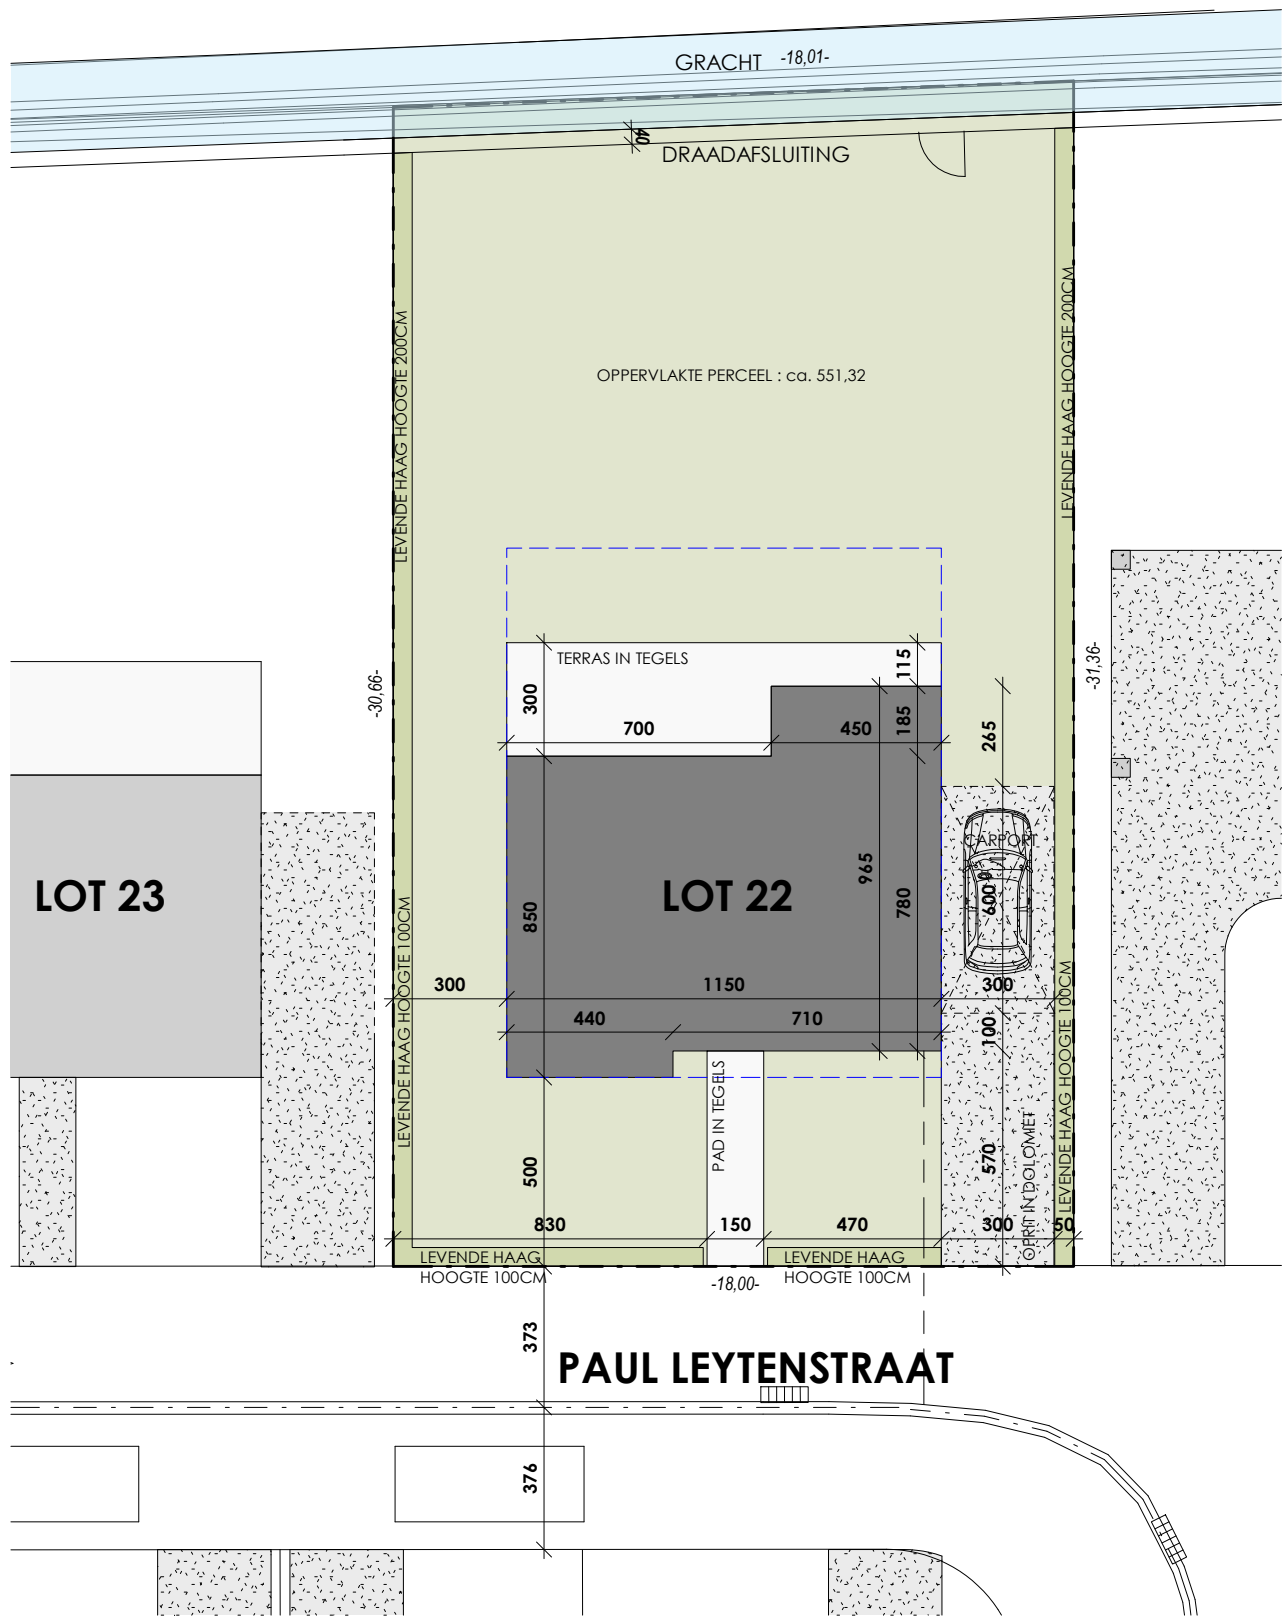 GRACHT -18,01-
40
DRAADAFSLUITING
LEVENDE HAAG HOOGTE 200CM
LEVENDE HAAG HOOGTE 200CM
OPPERVLAKTE PERCEEL : ca. 551,32
TERRAS IN TEGELS
115
-30,66-
-31,36-
300
700
450
185
265
CARPORT
LOT 23
LOT 22
965
850
780
600
300
1150
300
440
710
100
LEVENDE HAAG HOOGTE 100CM
LEVENDE HAAG HOOGTE 100CM
PAD IN TEGELS
OPRIT IN DOLOMIET
500
570
830
150
470
300
50
LEVENDE HAAG
HOOGTE 100CM
LEVENDE HAAG
HOOGTE 100CM
-18,00-
373
PAUL LEYTENSTRAAT
376